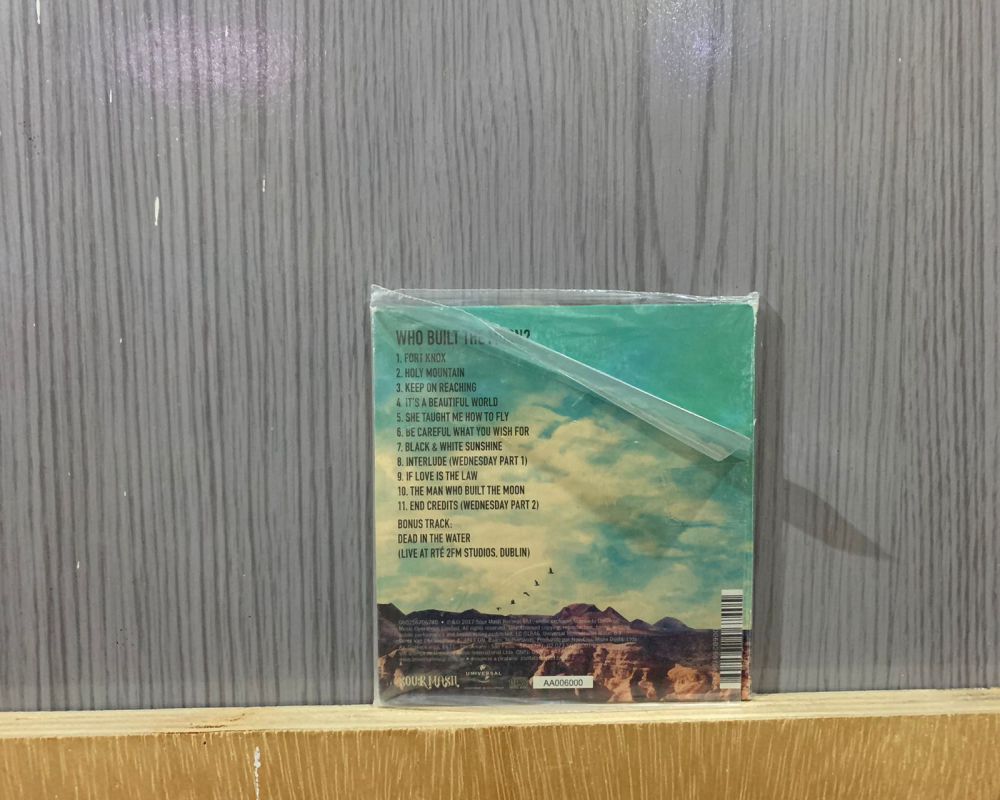 WHO BUILT THE MOON?
1. FORT KNOX
2. HOLY MOUNTAIN
3. KEEP ON REACHING
4. IT'S A BEAUTIFUL WORLD
5. SHE TAUGHT ME HOW TO FLY
6. BE CAREFUL WHAT YOU WISH FOR
7. BLACK & WHITE SUNSHINE
8. INTERLUDE (WEDNESDAY PART 1)
9. IF LOVE IS THE LAW
10. THE MAN WHO BUILT THE MOON
11. END CREDITS (WEDNESDAY PART 2)
BONUS TRACK:
DEAD IN THE WATER
(LIVE AT RTÉ 2FM STUDIOS, DUBLIN)
SOUR MASH
UNIVERSAL
AA006000